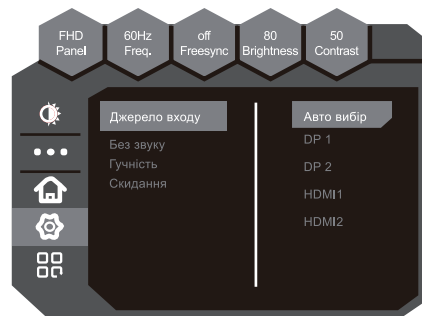 FHD
Panel
60Hz
Freq.
off
Freesync
80
Brightness
50
Contrast
Джерело входу
Без звуку
Гучність
Скидання
Авто вибір
DP 1
DP 2
HDMI1
HDMI2